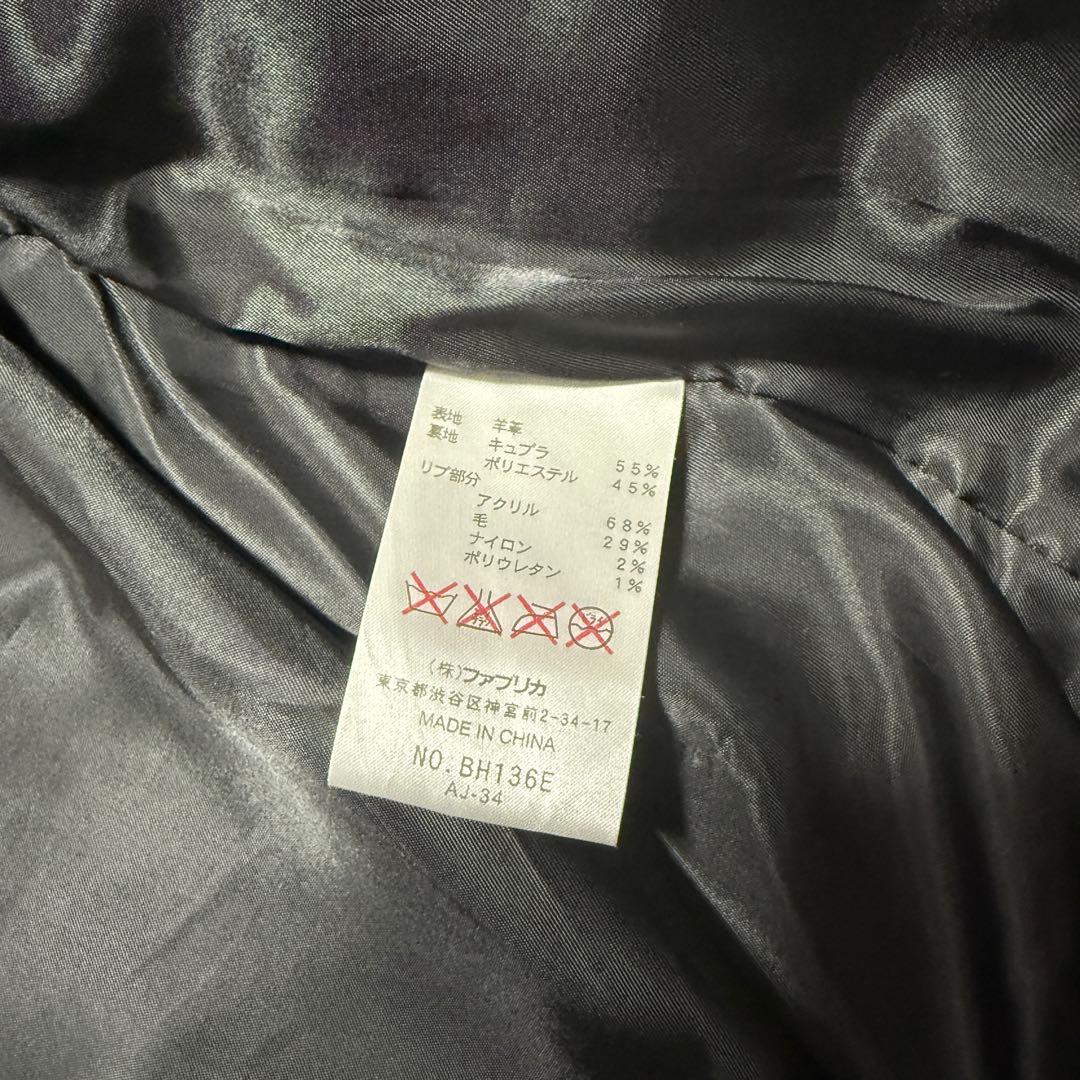 表地 羊革
裏地 キュプラ 55%
ポリエステル 45%
リブ部分
アクリル 68%
毛 29%
ナイロン 2%
ポリウレタン 1%
(株)ファブリカ
東京都渋谷区神宮前2-34-17
MADE IN CHINA
NO. BH136E
AJ-34